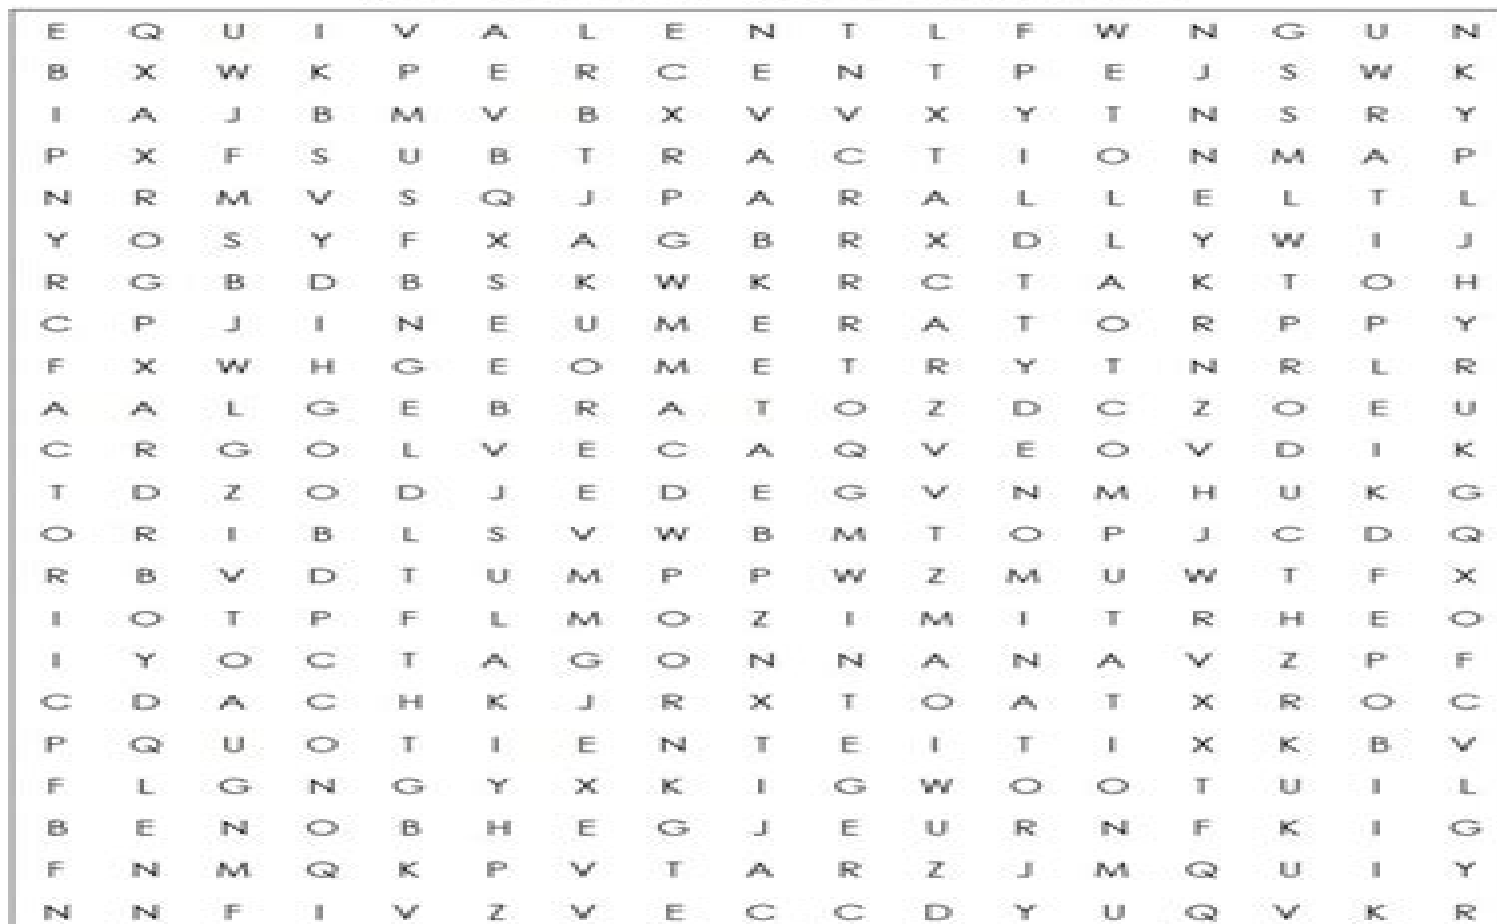 E Q U I V A L E N T L F W N G U N
B X W K P E R C E N T P E J S W K
I A J B M V B X V V X Y T N S R Y
P X F S U B T R A C T I O N M A P
N R M V S Q J P A R A L L E L T L
Y O S Y F X A G B R X D L Y W I J
R G B D B S K W K R C T A K T O H
C P J I N E U M E R A T O R P P Y
F X W H G E O M E T R Y T N R L R
A A L G E B R A T O Z D C Z O E U
C R G O L V E C A Q V E O V D I K
T D Z O D J E D E G V N M H U K G
O R I B L S V W B M T O P J C D Q
R B V D T U M P P W Z M U W T F X
I O T P F L M O Z I M I T R H E O
I Y O C T A G O N N A N A V Z P F
C D A C H K J R X T O A T X R O C
P Q U O T I E N T E I T I X K B V
F L G N G Y X K I G W O O T U I L
B E N O B H E G J E U R N F K I G
F N M Q K P V T A R Z J M Q U I Y
N N F I V Z V E C C D Y U Q V K R